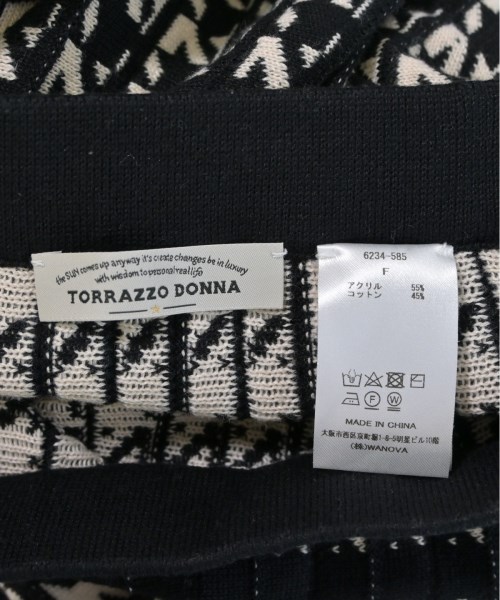 the SUN comes up anyway it's create changes be in luxury
with wisdom to personal real life
TORRAZZO DONNA
6234-585
F
アクリル 55%
コットン 45%
F W
MADE IN CHINA
大阪市西区京町堀1-6-5明星ビル10階
(株)WANOVA